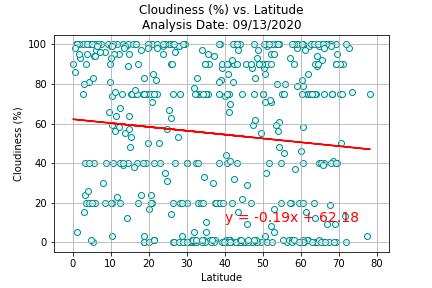 Cloudiness (%) vs. Latitude
Analysis Date: 09/13/2020
Cloudiness (%)
100
80
60
40
20
0
y = -0.19x + 62.18
0 10 20 30 40 50 60 70 80
Latitude